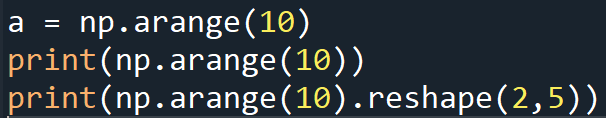 a = np.arange(10)
print(np.arange(10))
print(np.arange(10).reshape(2,5))